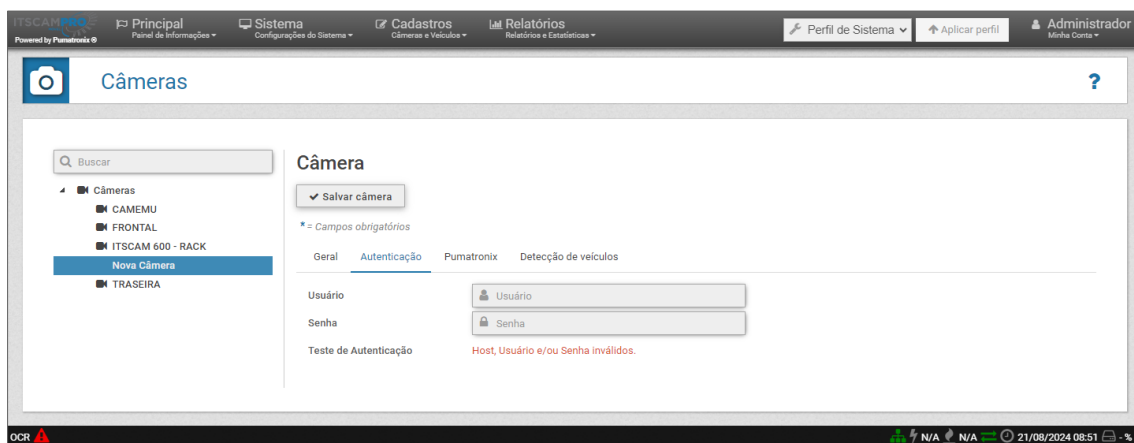 ITSCAMPRO
Powered by Pumatronix ®
Principal
Painel de Informações
Sistema
Configurações do Sistema
Cadastros
Câmeras e Veículos
Relatórios
Relatórios e Estatísticas
Perfil de Sistema
Aplicar perfil
Administrador
Minha Conta
Câmeras
?
Buscar
Câmeras
CAMEMU
FRONTAL
ITSCAM 600 - RACK
Nova Câmera
TRASEIRA
Câmera
Salvar câmera
* = Campos obrigatórios
Geral Autenticação Pumatronix Detecção de veículos
Usuário Usuário
Senha Senha
Teste de Autenticação Host, Usuário e/ou Senha inválidos.
OCR N/A N/A 21/08/2024 08:51 - %